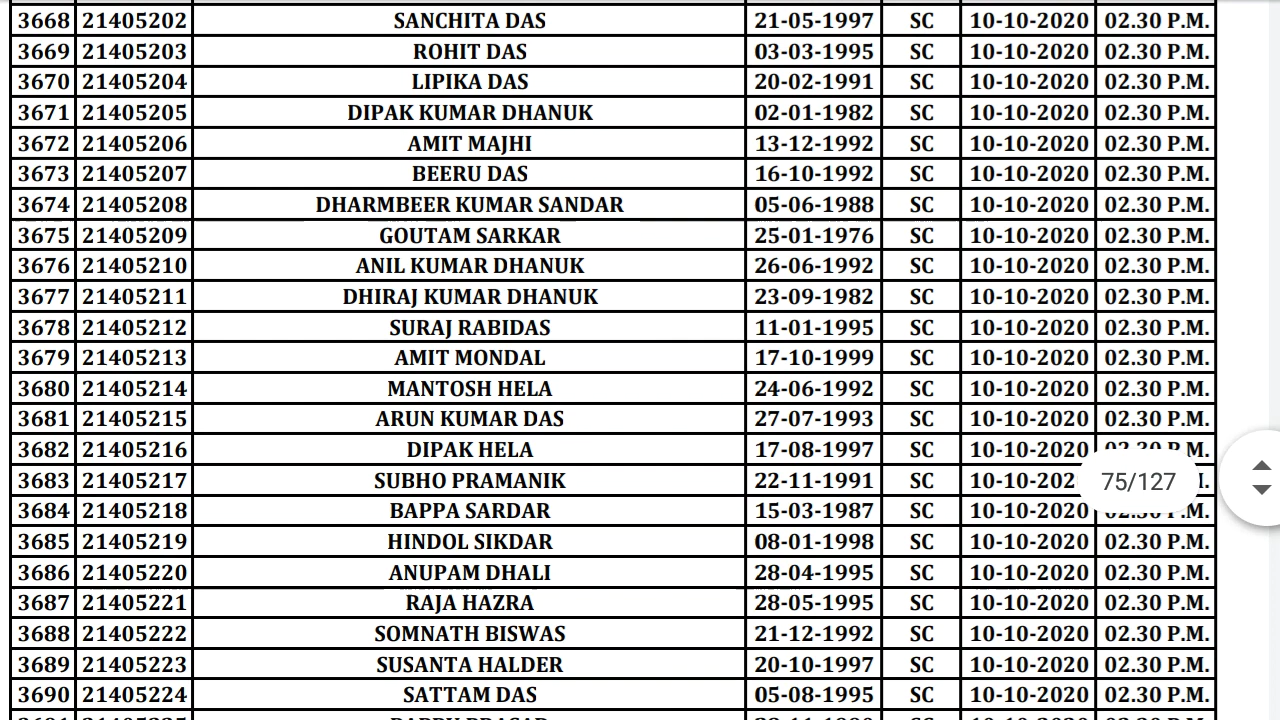 3668 21405202 SANCHITA DAS 21-05-1997 SC 10-10-2020 02.30 P.M.
3669 21405203 ROHIT DAS 03-03-1995 SC 10-10-2020 02.30 P.M.
3670 21405204 LIPIKA DAS 20-02-1991 SC 10-10-2020 02.30 P.M.
3671 21405205 DIPAK KUMAR DHANUK 02-01-1982 SC 10-10-2020 02.30 P.M.
3672 21405206 AMIT MAJHI 13-12-1992 SC 10-10-2020 02.30 P.M.
3673 21405207 BEERU DAS 16-10-1992 SC 10-10-2020 02.30 P.M.
3674 21405208 DHARMBEER KUMAR SANDAR 05-06-1988 SC 10-10-2020 02.30 P.M.
3675 21405209 GOUTAM SARKAR 25-01-1976 SC 10-10-2020 02.30 P.M.
3676 21405210 ANIL KUMAR DHANUK 26-06-1992 SC 10-10-2020 02.30 P.M.
3677 21405211 DHIRAJ KUMAR DHANUK 23-09-1982 SC 10-10-2020 02.30 P.M.
3678 21405212 SURAJ RABIDAS 11-01-1995 SC 10-10-2020 02.30 P.M.
3679 21405213 AMIT MONDAL 17-10-1999 SC 10-10-2020 02.30 P.M.
3680 21405214 MANTOSH HELA 24-06-1992 SC 10-10-2020 02.30 P.M.
3681 21405215 ARUN KUMAR DAS 27-07-1993 SC 10-10-2020 02.30 P.M.
3682 21405216 DIPAK HELA 17-08-1997 SC 10-10-2020 02.30 P.M.
3683 21405217 SUBHO PRAMANIK 22-11-1991 SC 75/127
3684 21405218 BAPPA SARDAR 15-03-1987 SC 10-10-2020 02.30 P.M.
3685 21405219 HINDOL SIKDAR 08-01-1998 SC 10-10-2020 02.30 P.M.
3686 21405220 ANUPAM DHALI 28-04-1995 SC 10-10-2020 02.30 P.M.
3687 21405221 RAJA HAZRA 28-05-1995 SC 10-10-2020 02.30 P.M.
3688 21405222 SOMNATH BISWAS 21-12-1992 SC 10-10-2020 02.30 P.M.
3689 21405223 SUSANTA HALDER 20-10-1997 SC 10-10-2020 02.30 P.M.
3690 21405224 SATTAM DAS 05-08-1995 SC 10-10-2020 02.30 P.M.